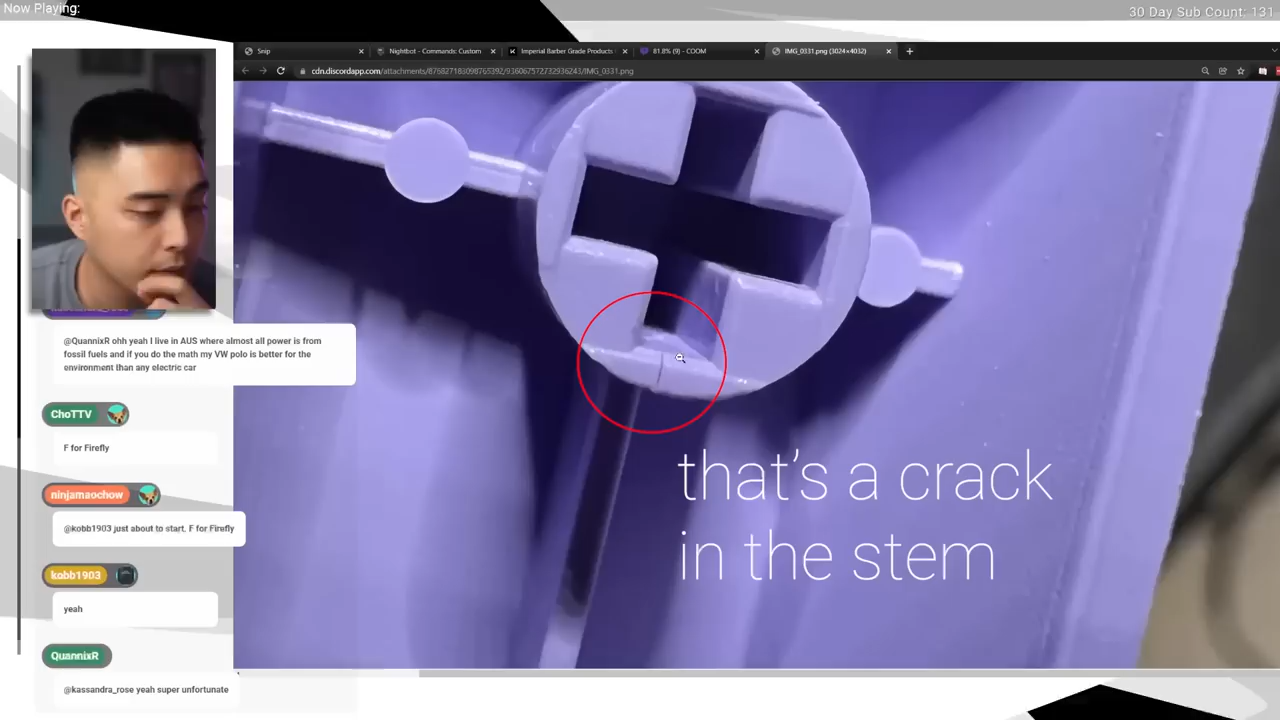 Now Playing:
30 Day Sub Count: 131
Snip
Nightbot - Commands: Custom
Imperial Barber Grade Products
81.8% (9) - COOM
IMG_0331.png (3024×4032)
cdn.discordapp.com/attachments/876827188098765392/936067572732936243/IMG_0331.png
@QuannixR ohh yeah I live in AUS where almost all power is from
fossil fuels and if you do the math my VW polo is better for the
environment than any electric car
ChoTTV
F for Firefly
ninjamaochow
@kobb1903 just about to start. F for Firefly
kobb1903
yeah
QuannixR
@kassandra_rose yeah super unfortunate
that's a crack
in the stem